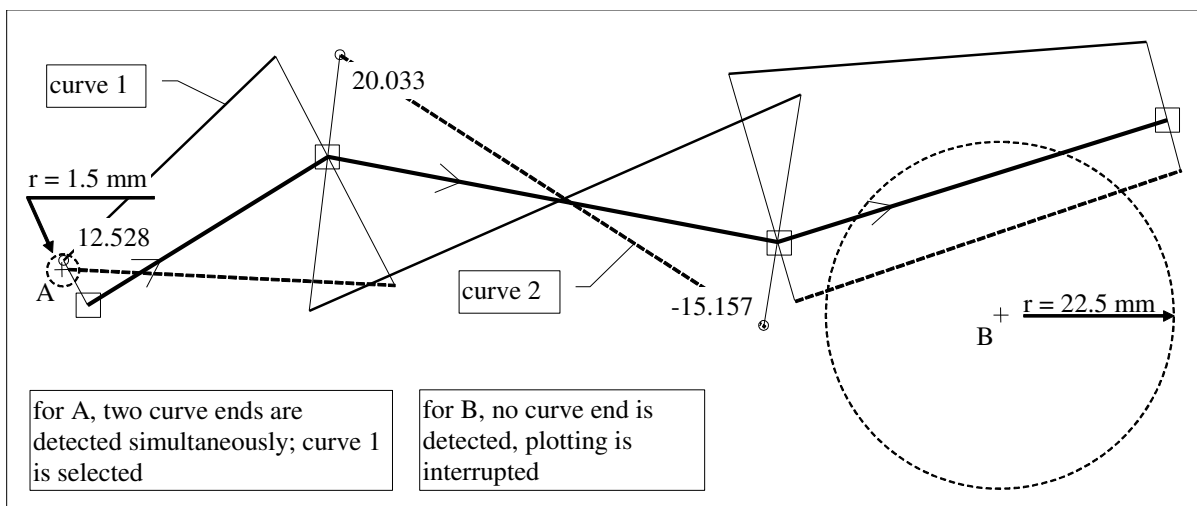 curve 1
20.033
r = 1.5 mm
12.528
A
curve 2
-15.157
r = 22.5 mm
B
for A, two curve ends are
detected simultaneously; curve 1
is selected
for B, no curve end is
detected, plotting is
interrupted